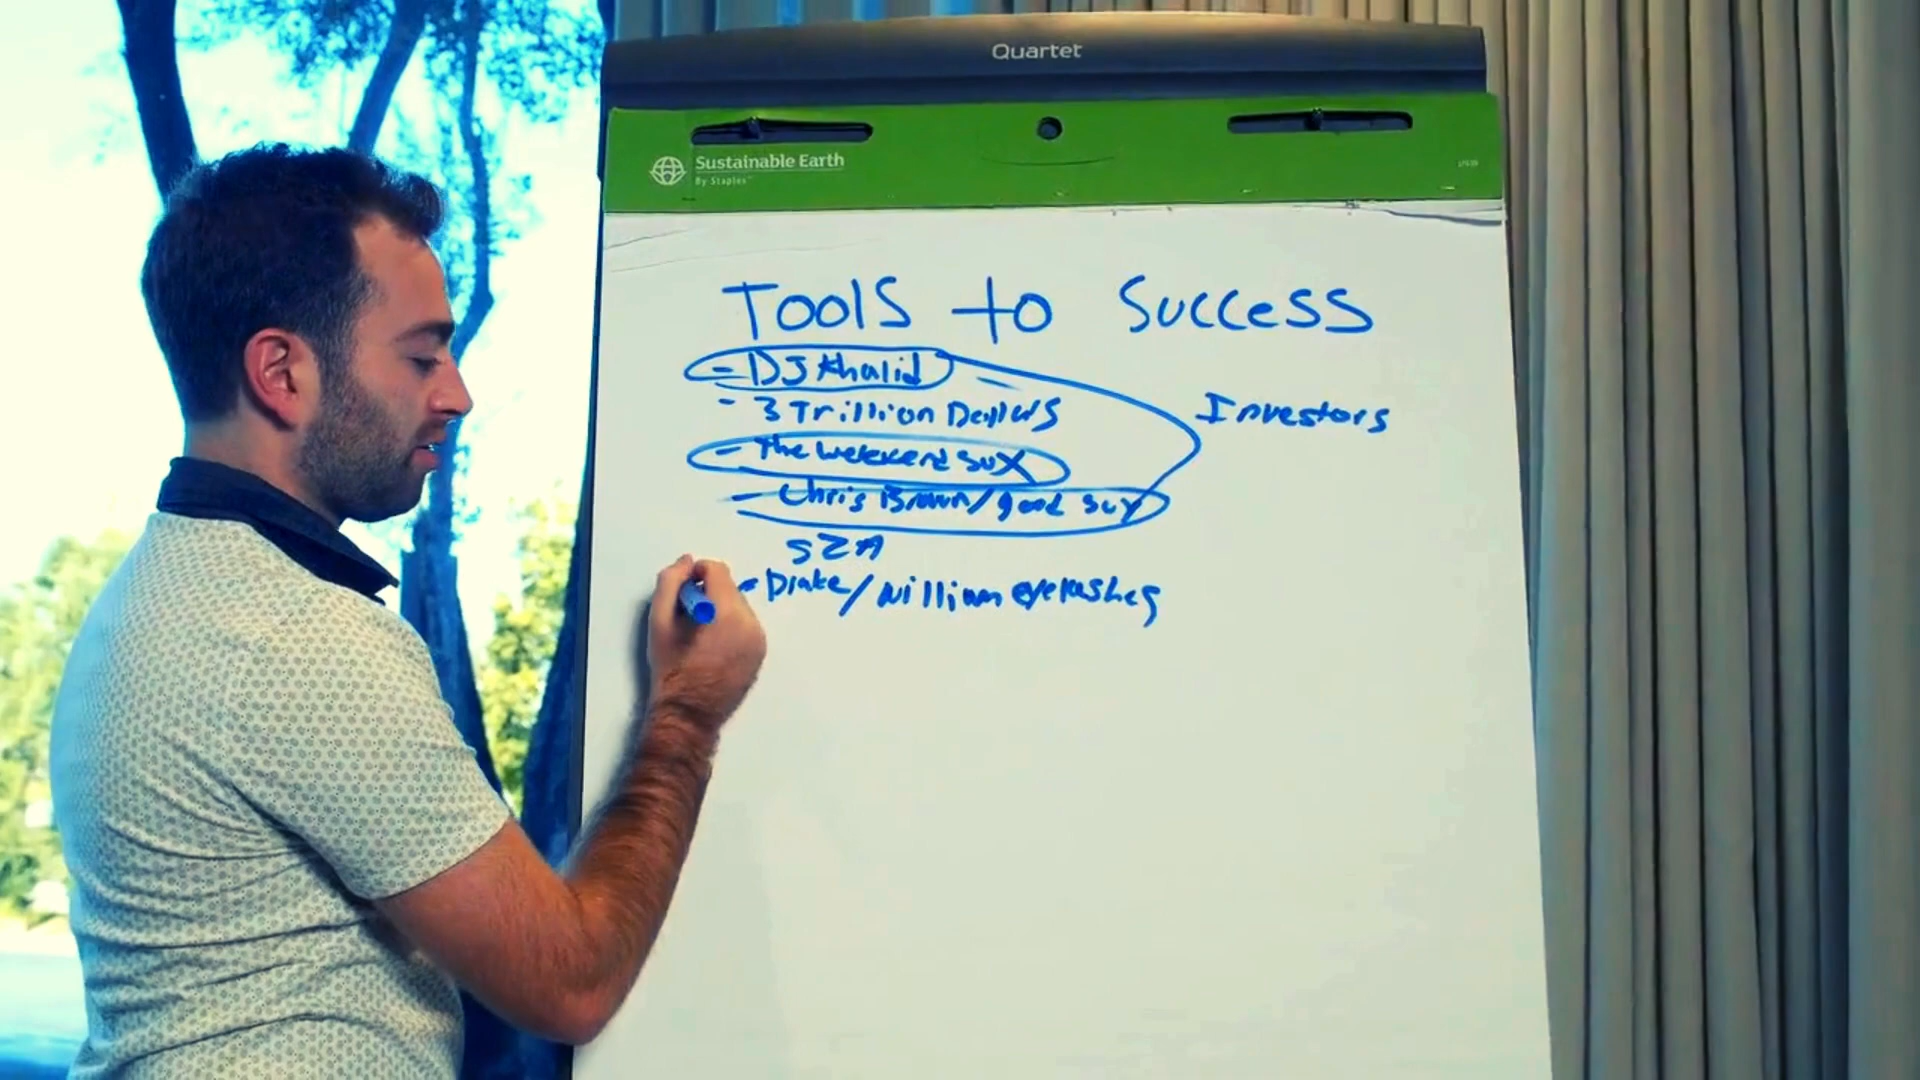 Quartet
Sustainable Earth
By Staples
Tools to Success
- DJ Khalid
- 3 Trillion Dollars
- The weekend sux
Investors
- Chris Brown/good guy
SZA
- Drake/Nillion eyelashes